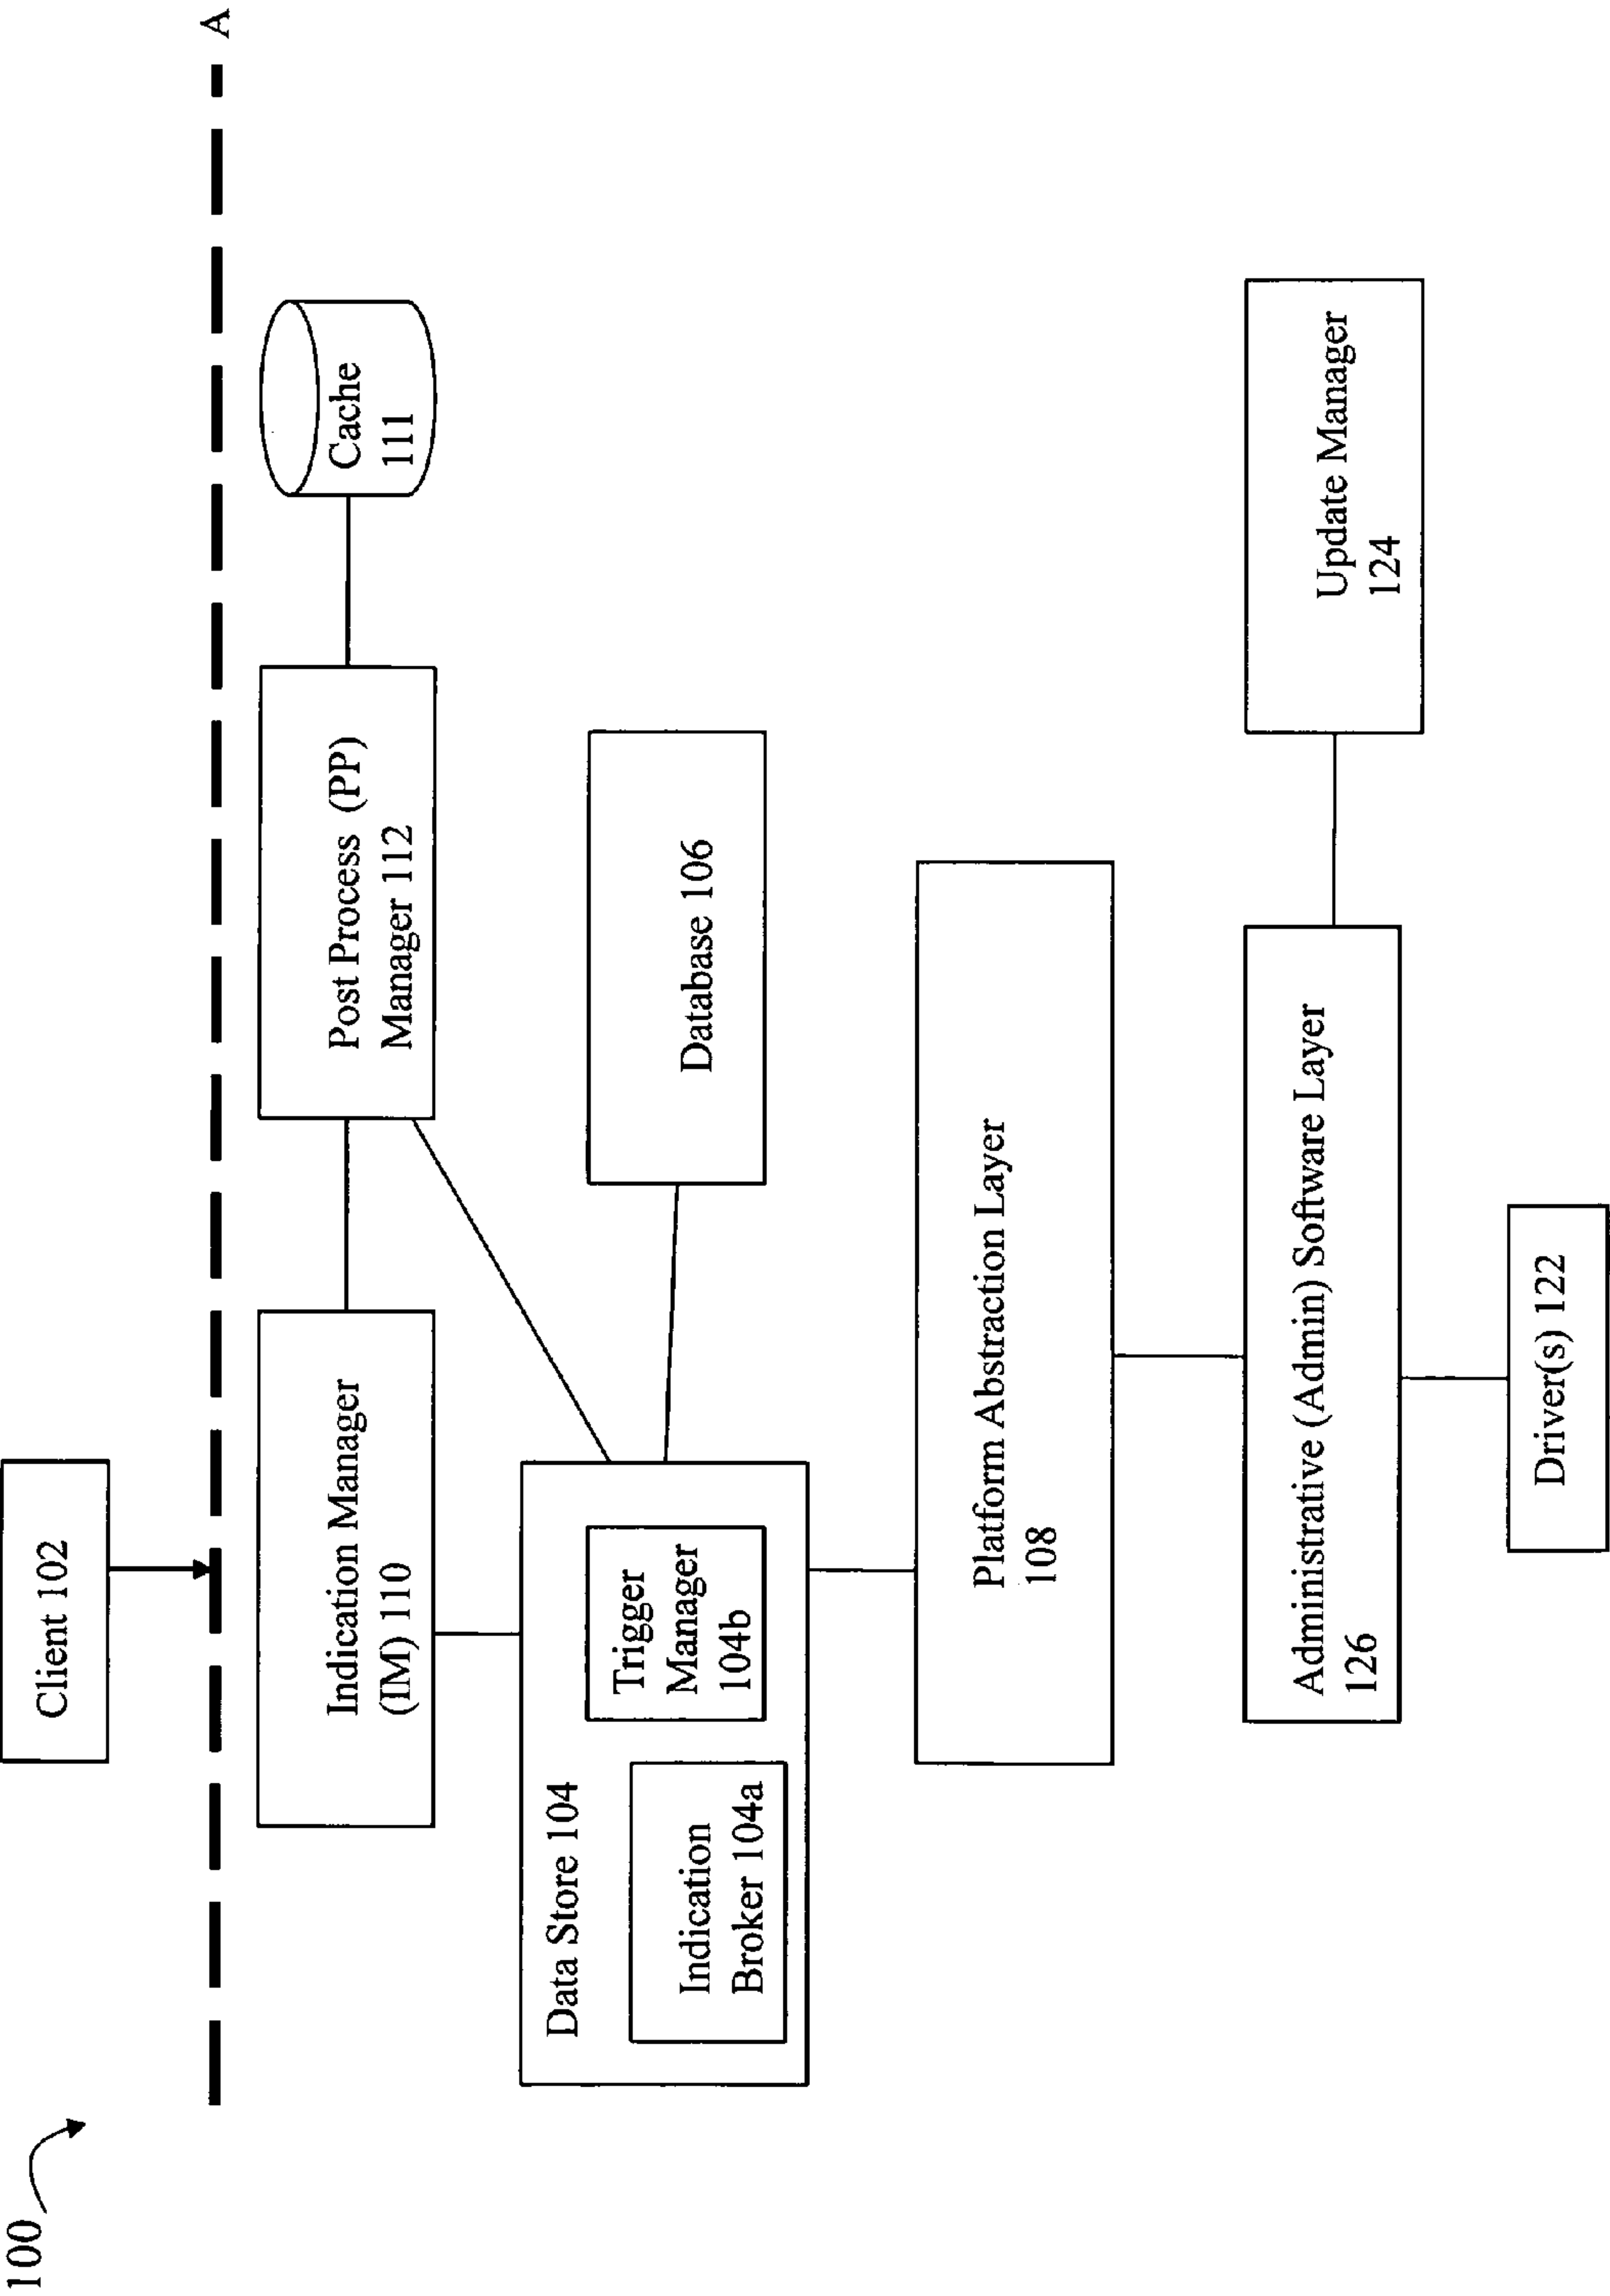 100
Client 102
A
Indication Manager
(IM) 110
Post Process (PP)
Manager 112
Cache
111
Data Store 104
Indication
Broker 104a
Trigger
Manager
104b
Database 106
Platform Abstraction Layer
108
Administrative (Admin) Software Layer
126
Update Manager
124
Driver(s) 122